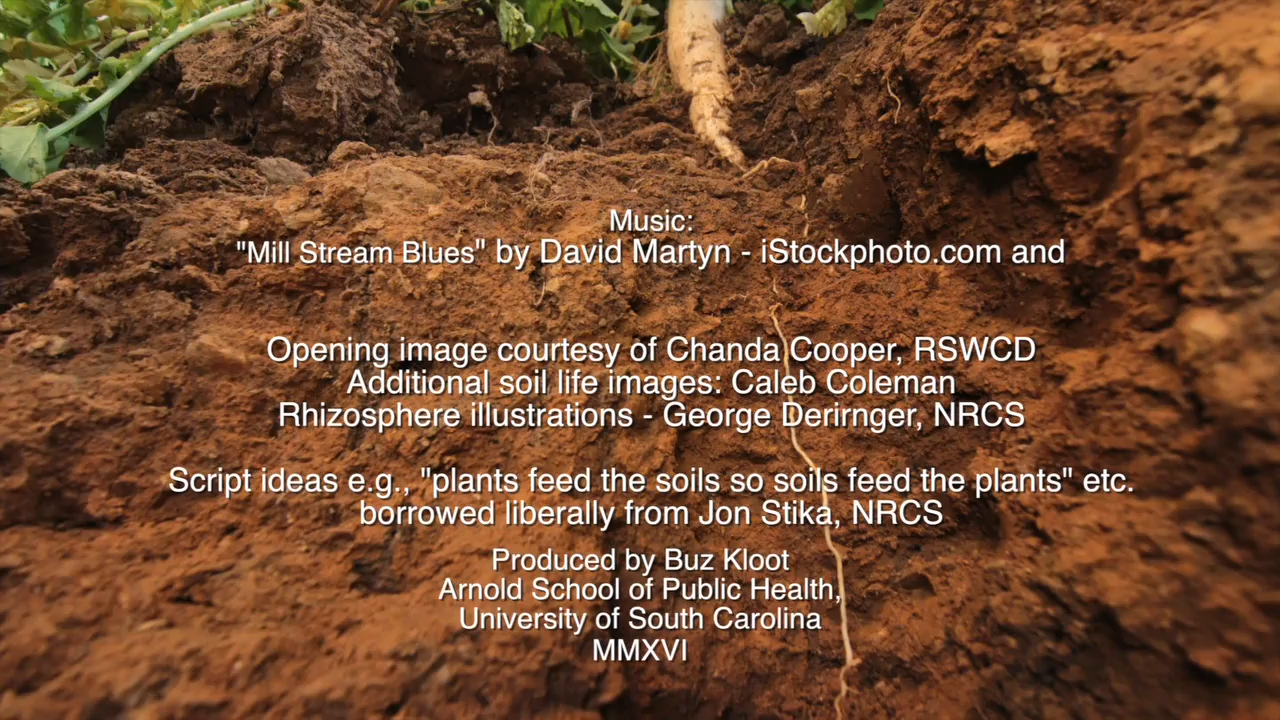 Music:
"Mill Stream Blues" by David Martyn - iStockphoto.com and
Opening image courtesy of Chanda Cooper, RSWCD
Additional soil life images: Caleb Coleman
Rhizosphere illustrations - George Derirnger, NRCS
Script ideas e.g., "plants feed the soils so soils feed the plants" etc.
borrowed liberally from Jon Stika, NRCS
Produced by Buz Kloot
Arnold School of Public Health,
University of South Carolina
MMXVI